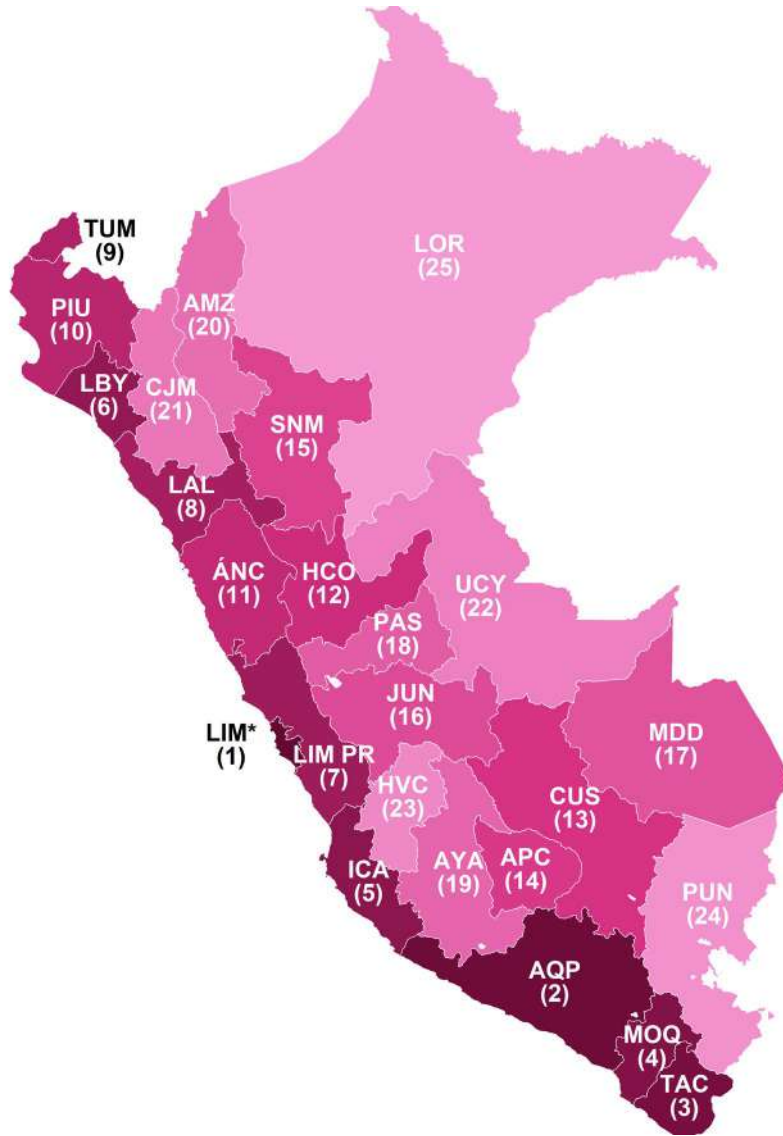 TUM
(9)
LOR
(25)
PIU
(10)
AMZ
(20)
LBY
(6)
CJM
(21)
SNM
(15)
LAL
(8)
ÁNC
(11)
HCO
(12)
UCY
(22)
PAS
(18)
JUN
(16)
LIM*
(1)
LIM PR
(7)
MDD
(17)
HVC
(23)
CUS
(13)
ICA
(5)
AYA
(19)
APC
(14)
PUN
(24)
AQP
(2)
MOQ
(4)
TAC
(3)